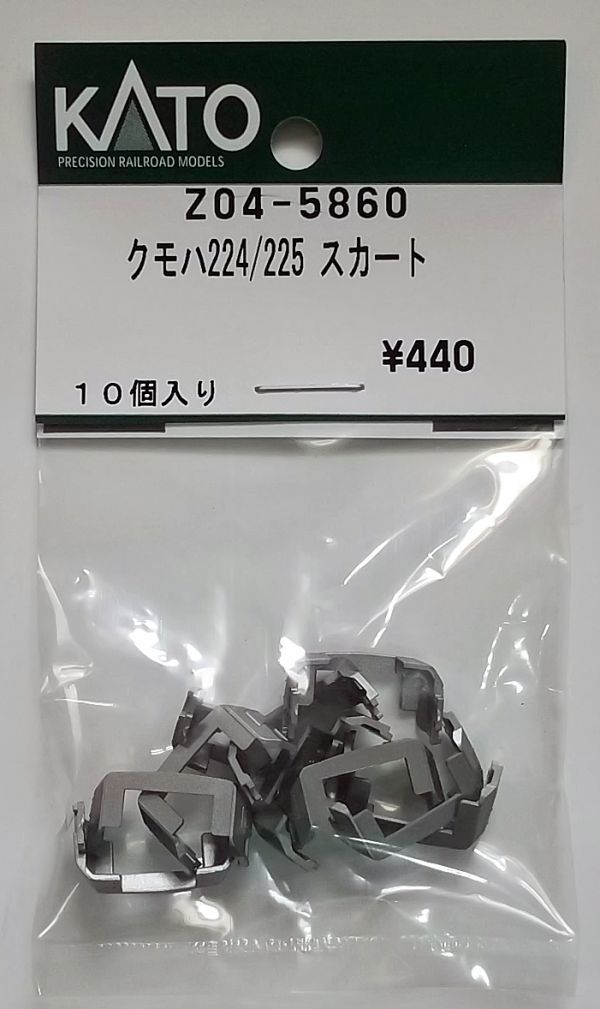 KATO
PRECISION RAILROAD MODELS
Z04-5860
クモハ224/225 スカート
¥440
10個入り